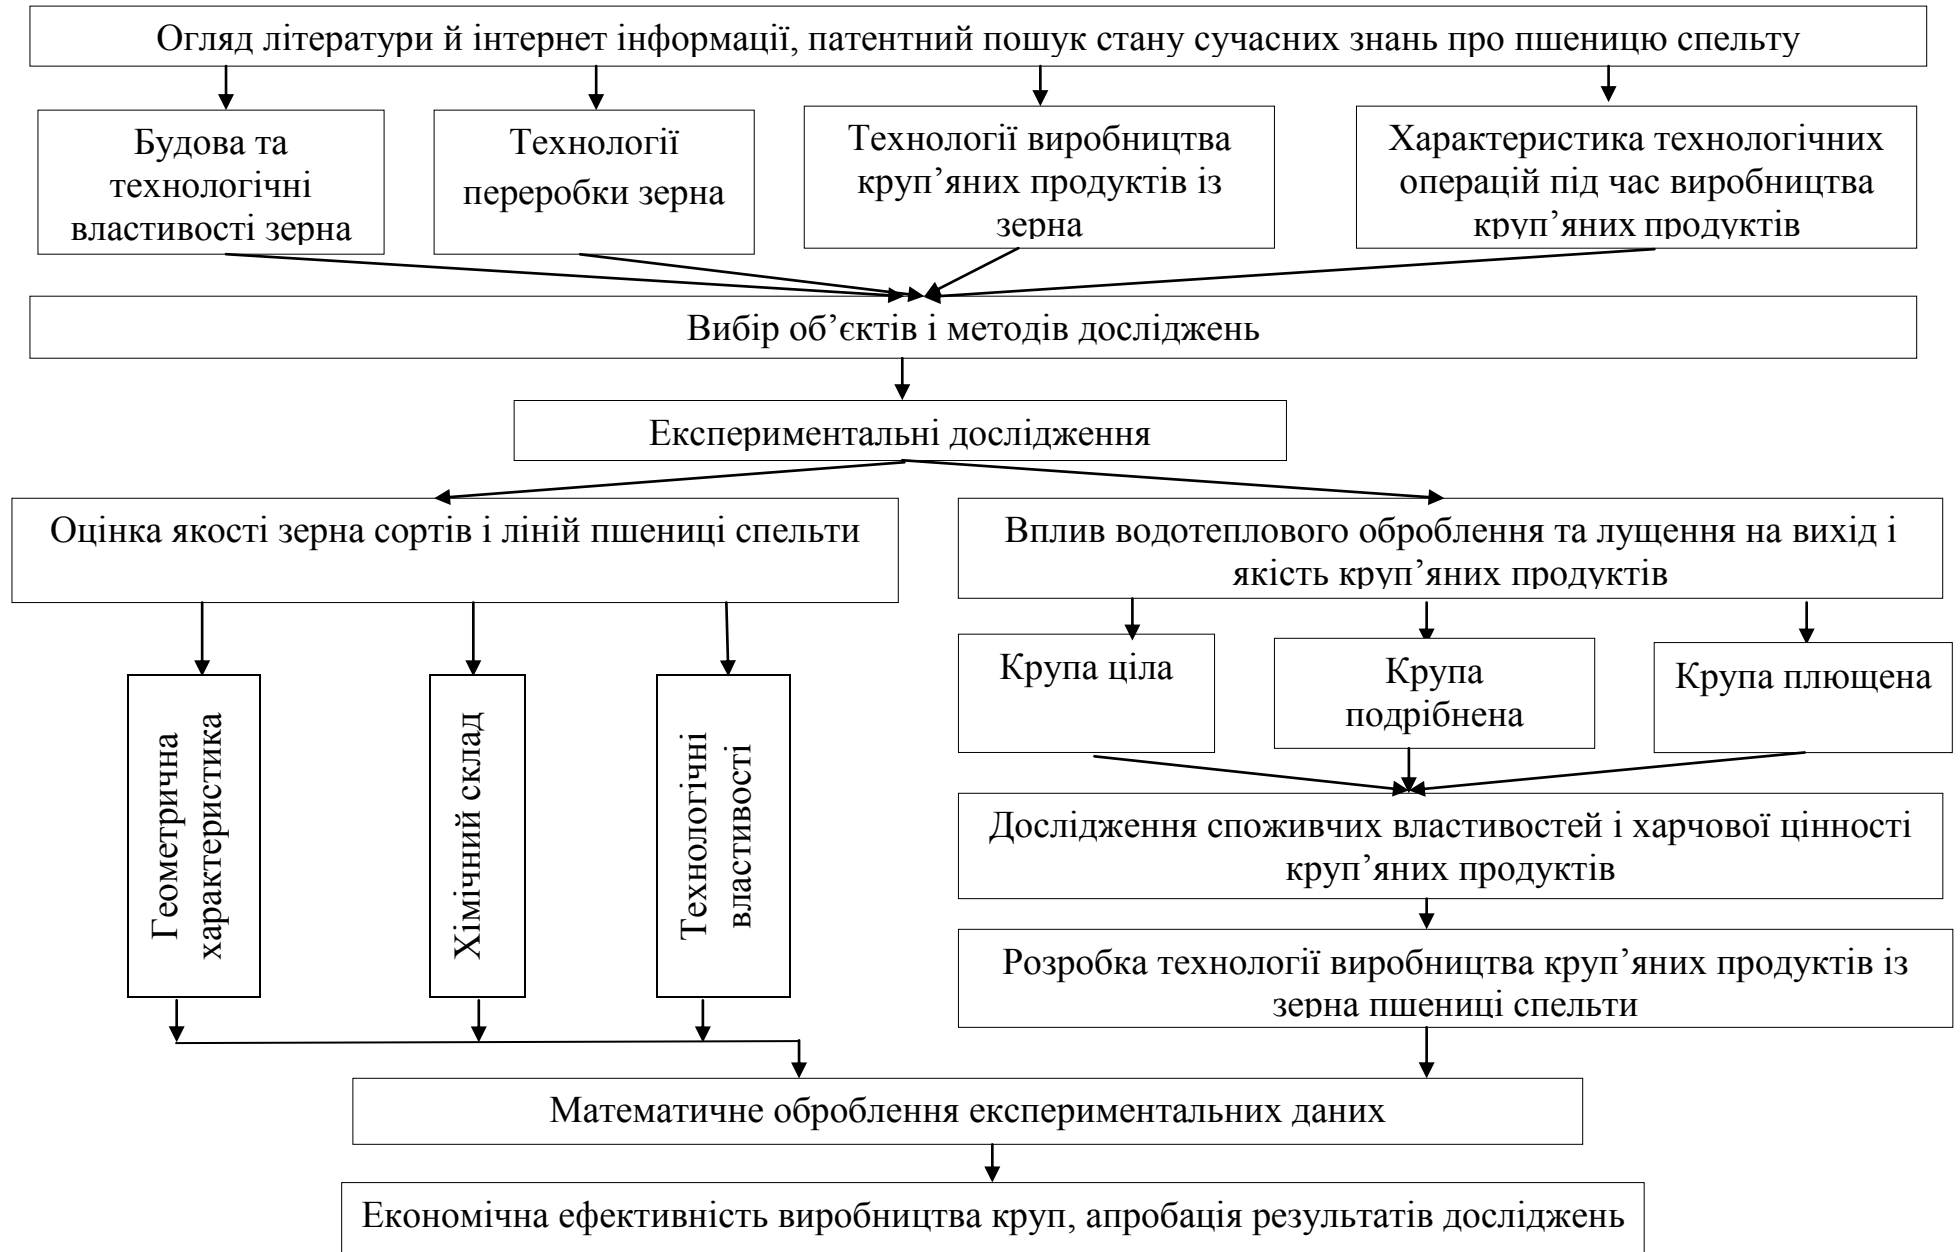 Огляд літератури й інтернет інформації, патентний пошук стану сучасних знань про пшеницю спельту
Будова та
технологічні
властивості зерна
Технології
переробки зерна
Технології виробництва
круп’яних продуктів із
зерна
Характеристика технологічних
операцій під час виробництва
круп’яних продуктів
Вибір об’єктів і методів досліджень
Експериментальні дослідження
Оцінка якості зерна сортів і ліній пшениці спельти
Вплив водотеплового оброблення та лущення на вихід і
якість круп’яних продуктів
Геометрична
характеристика
Хімічний склад
Технологічні
властивості
Крупа ціла
Крупа
подрібнена
Крупа плющена
Дослідження споживчих властивостей і харчової цінності
круп’яних продуктів
Розробка технології виробництва круп’яних продуктів із
зерна пшениці спельти
Математичне оброблення експериментальних даних
Економічна ефективність виробництва круп, апробація результатів досліджень